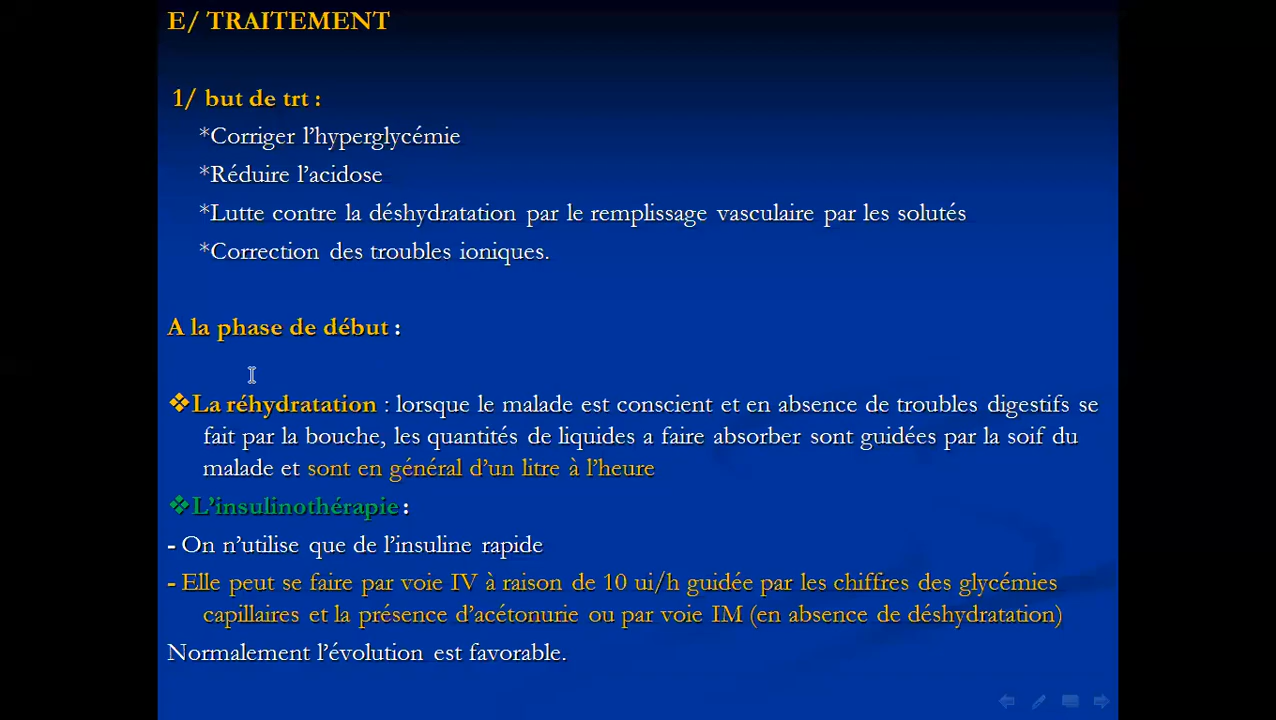 E/ TRAITEMENT
1/ but de trt :
*Corriger l’hyperglycémie
*Réduire l’acidose
*Lutte contre la déshydratation par le remplissage vasculaire par les solutés
*Correction des troubles ioniques.
A la phase de début :
❖La réhydratation : lorsque le malade est conscient et en absence de troubles digestifs se
fait par la bouche, les quantités de liquides a faire absorber sont guidées par la soif du
malade et sont en général d’un litre à l’heure
❖L’insulinothérapie :
- On n’utilise que de l’insuline rapide
- Elle peut se faire par voie IV à raison de 10 ui/h guidée par les chiffres des glycémies
capillaires et la présence d’acétonurie ou par voie IM (en absence de déshydratation)
Normalement l’évolution est favorable.